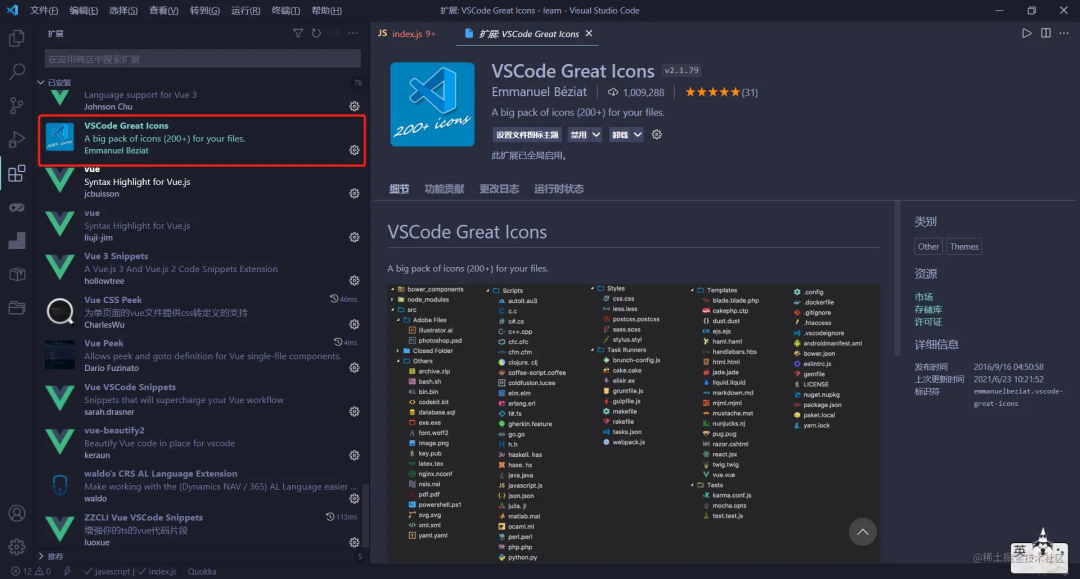 文件(F) 编辑(E) 选择(S) 查看(V) 转到(G) 运行(R) 终端(T) 帮助(H)
扩展: VSCode Great Icons - learn - Visual Studio Code
扩展
在应用商店中搜索扩展
已安装 76
Language support for Vue 3
Johnson Chu
VSCode Great Icons
A big pack of icons (200+) for your files.
Emmanuel Béziat
vue
Syntax Highlight for Vue.js
jcbuisson
vue
Syntax Highlight for Vue.js
liuji-jim
Vue 3 Snippets
A Vue.js 3 And Vue.js 2 Code Snippets Extension
hollowtree
Vue CSS Peek 46ms
为单页面的vue文件提供css转定义的支持
CharlesWu
Vue Peek 4ms
Allows peek and goto definition for Vue single-file components.
Dario Fuzinato
Vue VSCode Snippets
Snippets that will supercharge your Vue workflow
sarah.drasner
vue-beautify2
Beautify Vue code in place for vscode
keraun
waldo's CRS AL Language Extension
Make working with the (Dynamics NAV / 365) AL Language easier ...
waldo
ZZCLI Vue VSCode Snippets 113ms
增强你的ts的vue代码片段
luoxue
推荐 5
12 0 javascript | index.js Quokka
JS index.js 9+
扩展: VSCode Great Icons
200+ icons
VSCode Great Icons v2.1.79
Emmanuel Béziat 1,009,288 (31)
A big pack of icons (200+) for your files.
设置文件图标主题 禁用 卸载
此扩展已全局启用。
细节 功能贡献 更改日志 运行时状态
VSCode Great Icons
A big pack of icons (200+) for your files.
bower_components
node_modules
src
Adobe Files
illustrator.ai
photoshop.psd
Closed Folder
Others
archive.zip
bash.sh
bin.bin
codekit.kit
database.sql
exe.exe
font.woff2
image.png
key.pub
latex.tex
nginx.nconf
nsis.nsi
pdf.pdf
powershell.ps1
svg.svg
xml.xml
yaml.yaml
Scripts
autoit.au3
c.c
c#.cs
c++.cpp
cfc.cfc
cfm.cfm
clojure. clj
coffee-script.coffee
coldfusion.lucee
elm.elm
erlang.erl
f#.fs
gherkin.feature
go.go
h.h
haskell. has
haxe. hx
java.java
javascript.js
json.json
julia. jl
matlab.mat
ocaml.ml
perl.perl
php.php
python.py
Styles
css.css
less.less
postcss.postcss
sass.scss
stylus.styl
Task Runners
brunch-config.js
cake.cake
elixir.ex
gruntfile.js
gulpfile.js
makefile
rakefile
tasks.json
webpack.js
Templates
blade.blade.php
cakephp.ctp
dust.dust
ejs.ejs
haml.haml
handlebars.hbs
html.html
jade.jade
liquid.liquid
markdown.md
mjml.mjml
mustache.mst
nunjucks.nj
pug.pug
razor.cshtml
react.jsx
twig.twig
vue.vue
Tests
karma.conf.js
mocha.opts
test.test.js
.config
.dockerfile
.gitignore
.htaccess
.vscodeignore
androidmanifest.xml
bower.json
eslintrc.js
gemfile
LICENSE
nuget.nupkg
package.json
paket.local
yarn.lock
类别
Other Themes
资源
市场
存储库
许可证
详细信息
发布时间 2016/9/16 04:50:58
上次更新时间 2021/6/23 10:21:52
标识符 emmanuelbeziat.vscode-
great-icons
英
@稀土掘金技术社区